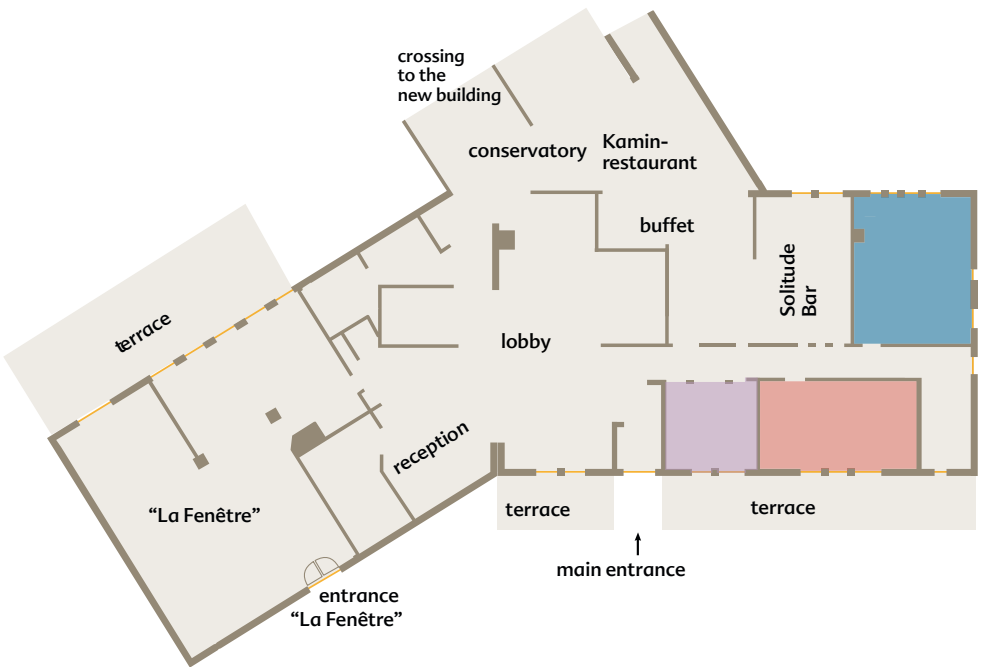 crossing
to the
new building
conservatory
Kamin-
restaurant
buffet
Solitude
Bar
terrace
lobby
reception
"La Fenêtre"
terrace
terrace
main entrance
entrance
"La Fenêtre"